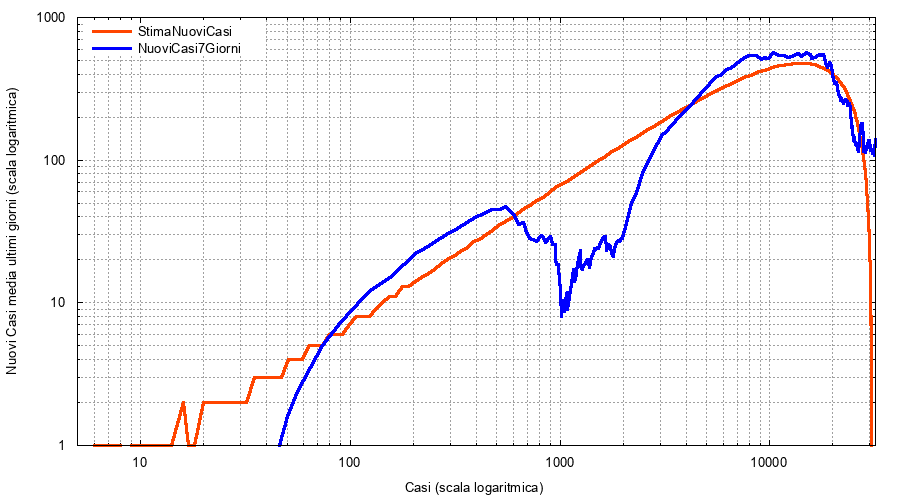 1000
StimaNuoviCasi
NuoviCasi7Giorni
100
10
1
10
100
1000
10000
Nuovi Casi media ultimi giorni (scala logaritmica)
Casi (scala logaritmica)